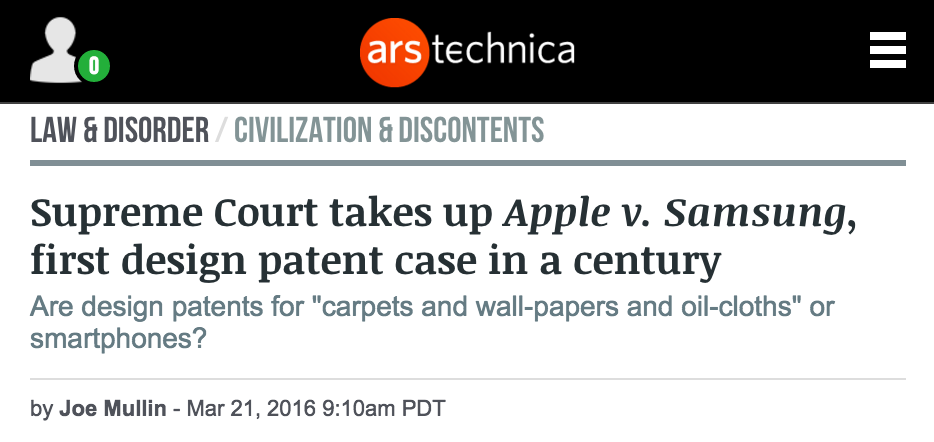 0
ars technica
LAW & DISORDER / CIVILIZATION & DISCONTENTS
Supreme Court takes up Apple v. Samsung,
first design patent case in a century
Are design patents for "carpets and wall-papers and oil-cloths" or
smartphones?
by Joe Mullin - Mar 21, 2016 9:10am PDT